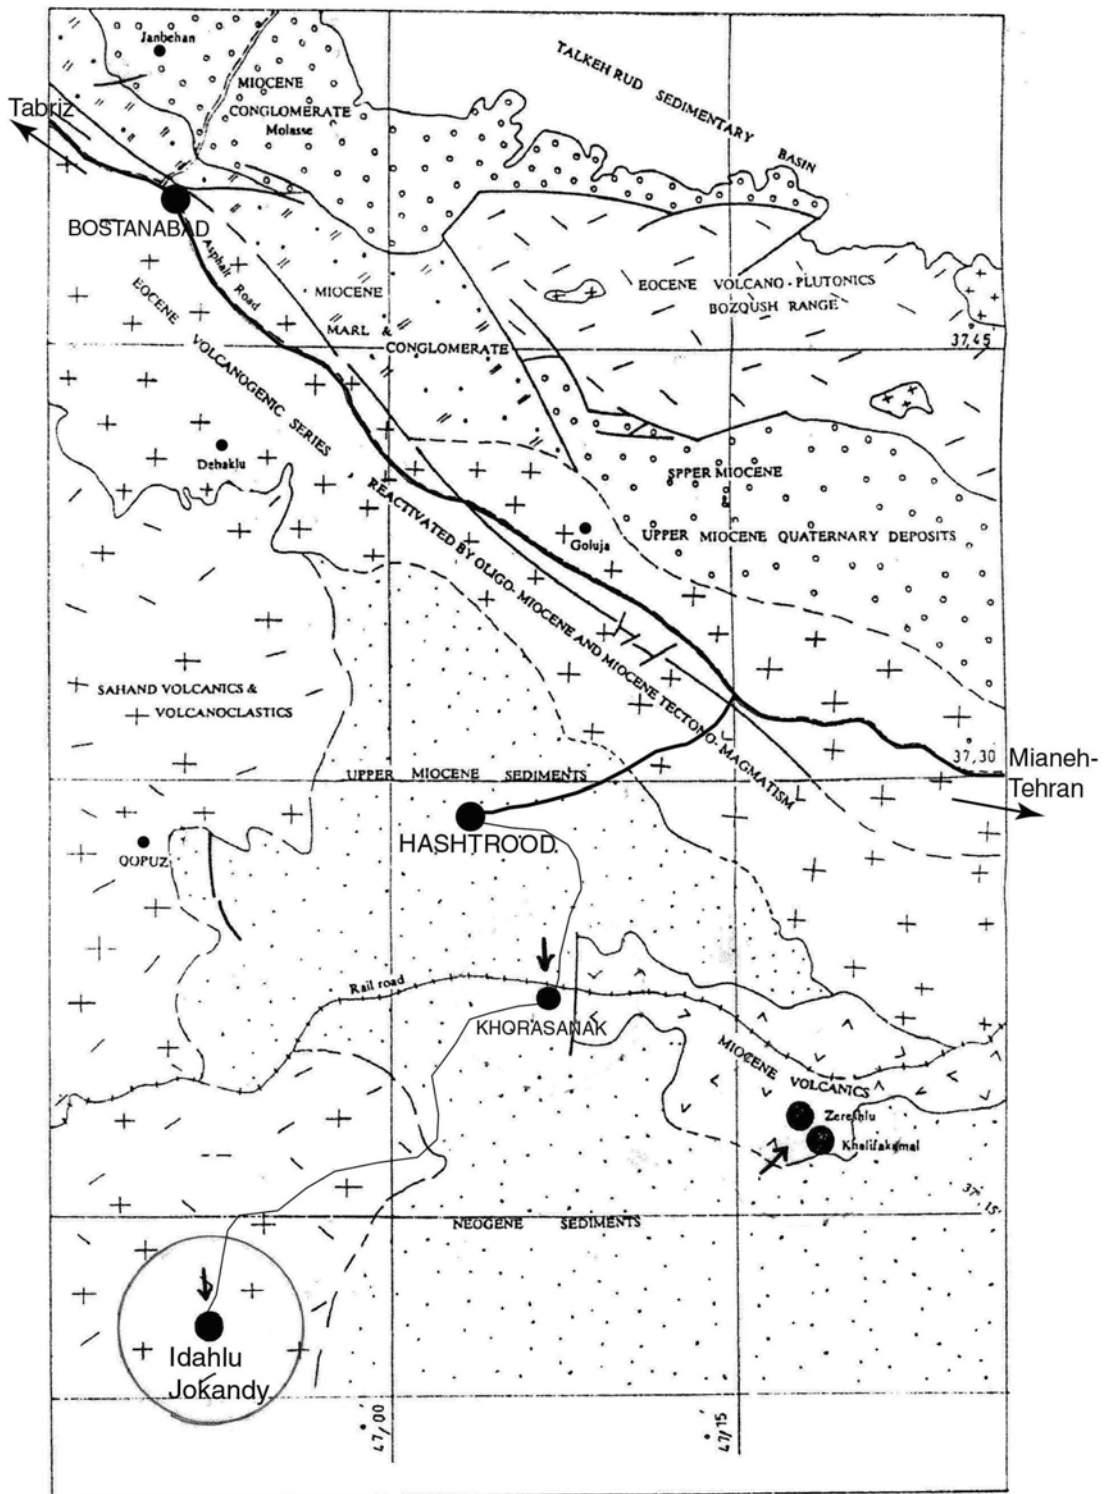 Janbehan
TALKEH RUD SEDIMENTARY BASIN
MIOCENE
CONGLOMERATE
Molasse
Tabriz
BOSTANABAD
Asphalt Road
EOCENE VOLCANOGENIC SERIES
MIOCENE
MARL &
CONGLOMERATE
EOCENE VOLCANO-PLUTONICS
BOZQUSH RANGE
37,45
Dehaklu
SPPER MIOCENE
&
UPPER MIOCENE QUATERNARY DEPOSITS
Goluja
REACTIVATED BY OLIGO-MIOCENE AND MIOCENE TECTONO-MAGMATISM
SAHAND VOLCANICS &
VOLCANOCLASTICS
37,30
Mianeh-
Tehran
UPPER MIOCENE SEDIMENTS
HASHTROOD
QOPUZ
Rail road
KHORASANAK
MIOCENE VOLCANICS
Zereshlu
Khalifakamal
37,15
NEOGENE SEDIMENTS
Idahlu
Jokandy
47,00
47,15